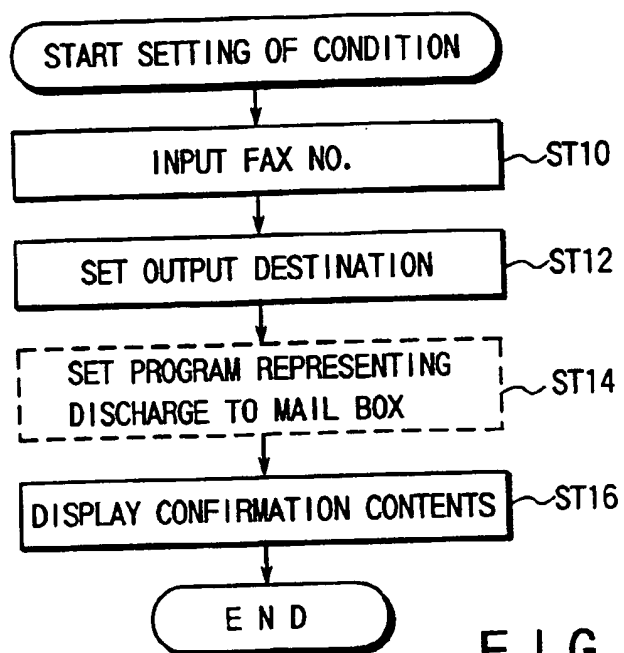 START SETTING OF CONDITION
INPUT FAX NO.
ST10
SET OUTPUT DESTINATION
ST12
SET PROGRAM REPRESENTING
DISCHARGE TO MAIL BOX
ST14
DISPLAY CONFIRMATION CONTENTS
ST16
END
FIG